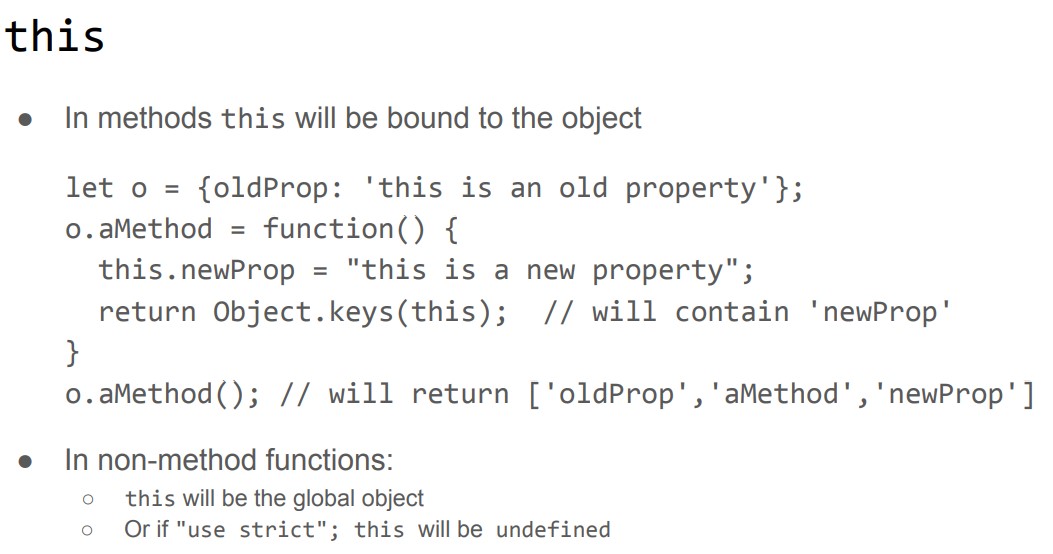 this
● In methods this will be bound to the object
let o = {oldProp: 'this is an old property'};
o.aMethod = function() {
  this.newProp = "this is a new property";
  return Object.keys(this);  // will contain 'newProp'
}
o.aMethod(); // will return ['oldProp','aMethod','newProp']
● In non-method functions:
○ this will be the global object
○ Or if "use strict"; this will be undefined